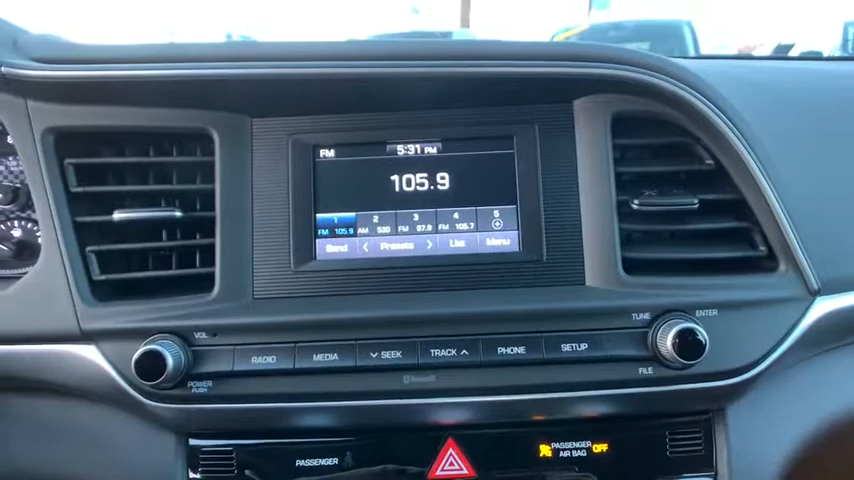 FM 5:31 PM
105.9
1 2 3 4 5
FM 105.9 AM 530 FM 87.9 FM 105.7
Band < Presets > List Menu
VOL TUNE ENTER
RADIO MEDIA SEEK TRACK PHONE SETUP
POWER PUSH FILE
Bluetooth
PASSENGER PASSENGER AIR BAG OFF